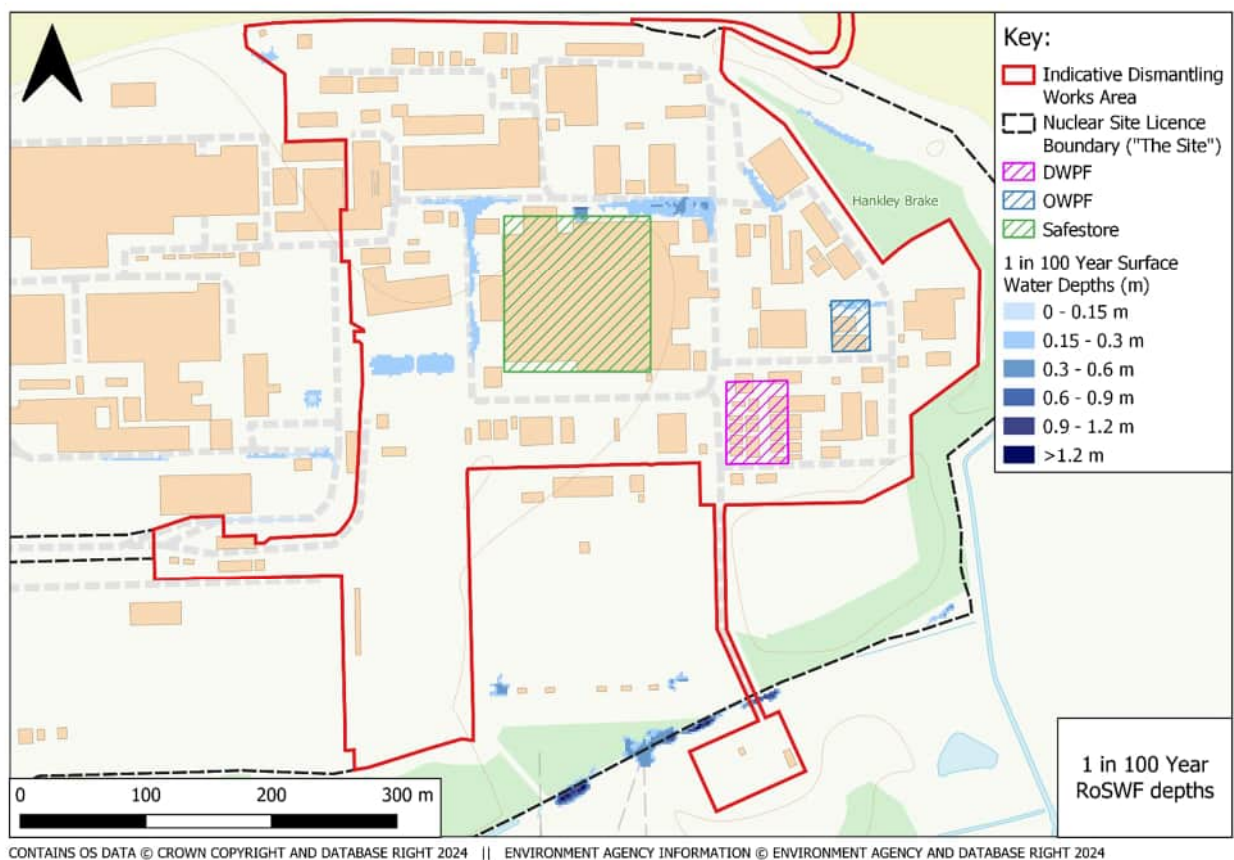 Key:
Indicative Dismantling
Works Area
Nuclear Site Licence
Boundary ("The Site")
DWPF
OWPF
Safestore
1 in 100 Year Surface
Water Depths (m)
0 - 0.15 m
0.15 - 0.3 m
0.3 - 0.6 m
0.6 - 0.9 m
0.9 - 1.2 m
>1.2 m
Hankley Brake
1 in 100 Year
RoSWF depths
0 100 200 300 m
CONTAINS OS DATA © CROWN COPYRIGHT AND DATABASE RIGHT 2024 || ENVIRONMENT AGENCY INFORMATION © ENVIRONMENT AGENCY AND DATABASE RIGHT 2024